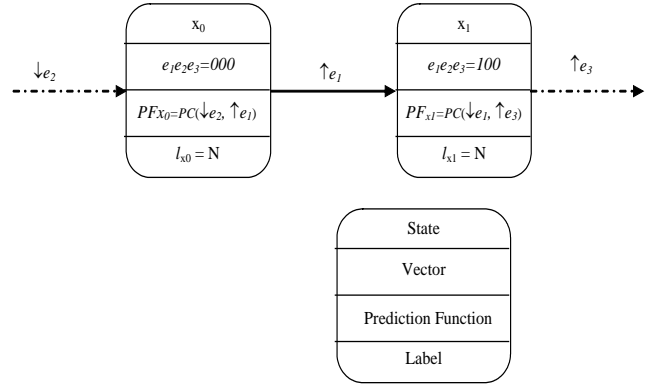 ↓e₂
x₀
e₁e₂e₃=000
PFx₀=PC(↓e₂, ↑e₁)
lₓ₀ = N
↑e₁
x₁
e₁e₂e₃=100
PFₓ₁=PC(↓e₁, ↑e₃)
lₓ₁ = N
↑e₃
State
Vector
Prediction Function
Label